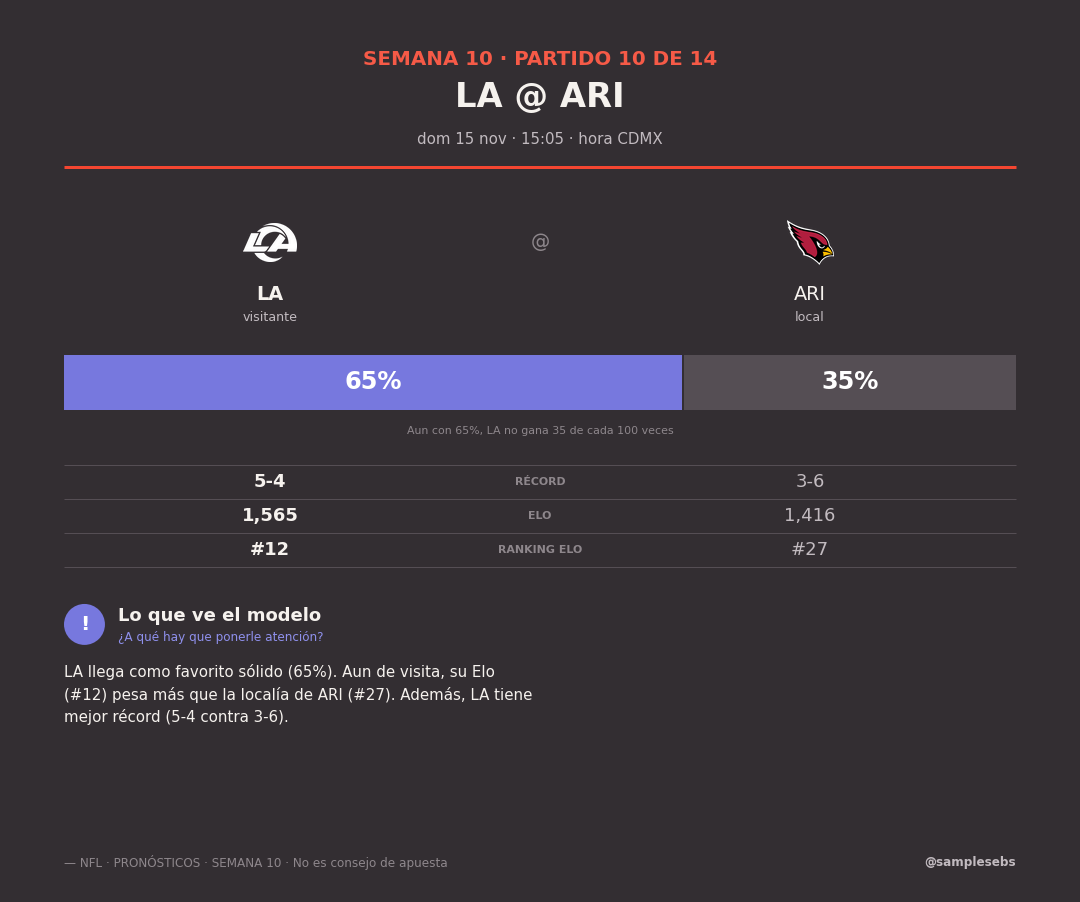 SEMANA 10 · PARTIDO 10 DE 14
LA @ ARI
dom 15 nov · 15:05 · hora CDMX
LA
@
LA
ARI
visitante
local
65%
35%
Aun con 65%, LA no gana 35 de cada 100 veces
5-4 RÉCORD 3-6
1,565 ELO 1,416
#12 RANKING ELO #27
!
Lo que ve el modelo
¿A qué hay que ponerle atención?
LA llega como favorito sólido (65%). Aun de visita, su Elo
(#12) pesa más que la localía de ARI (#27). Además, LA tiene
mejor récord (5-4 contra 3-6).
— NFL · PRONÓSTICOS · SEMANA 10 · No es consejo de apuesta
@samplesebs